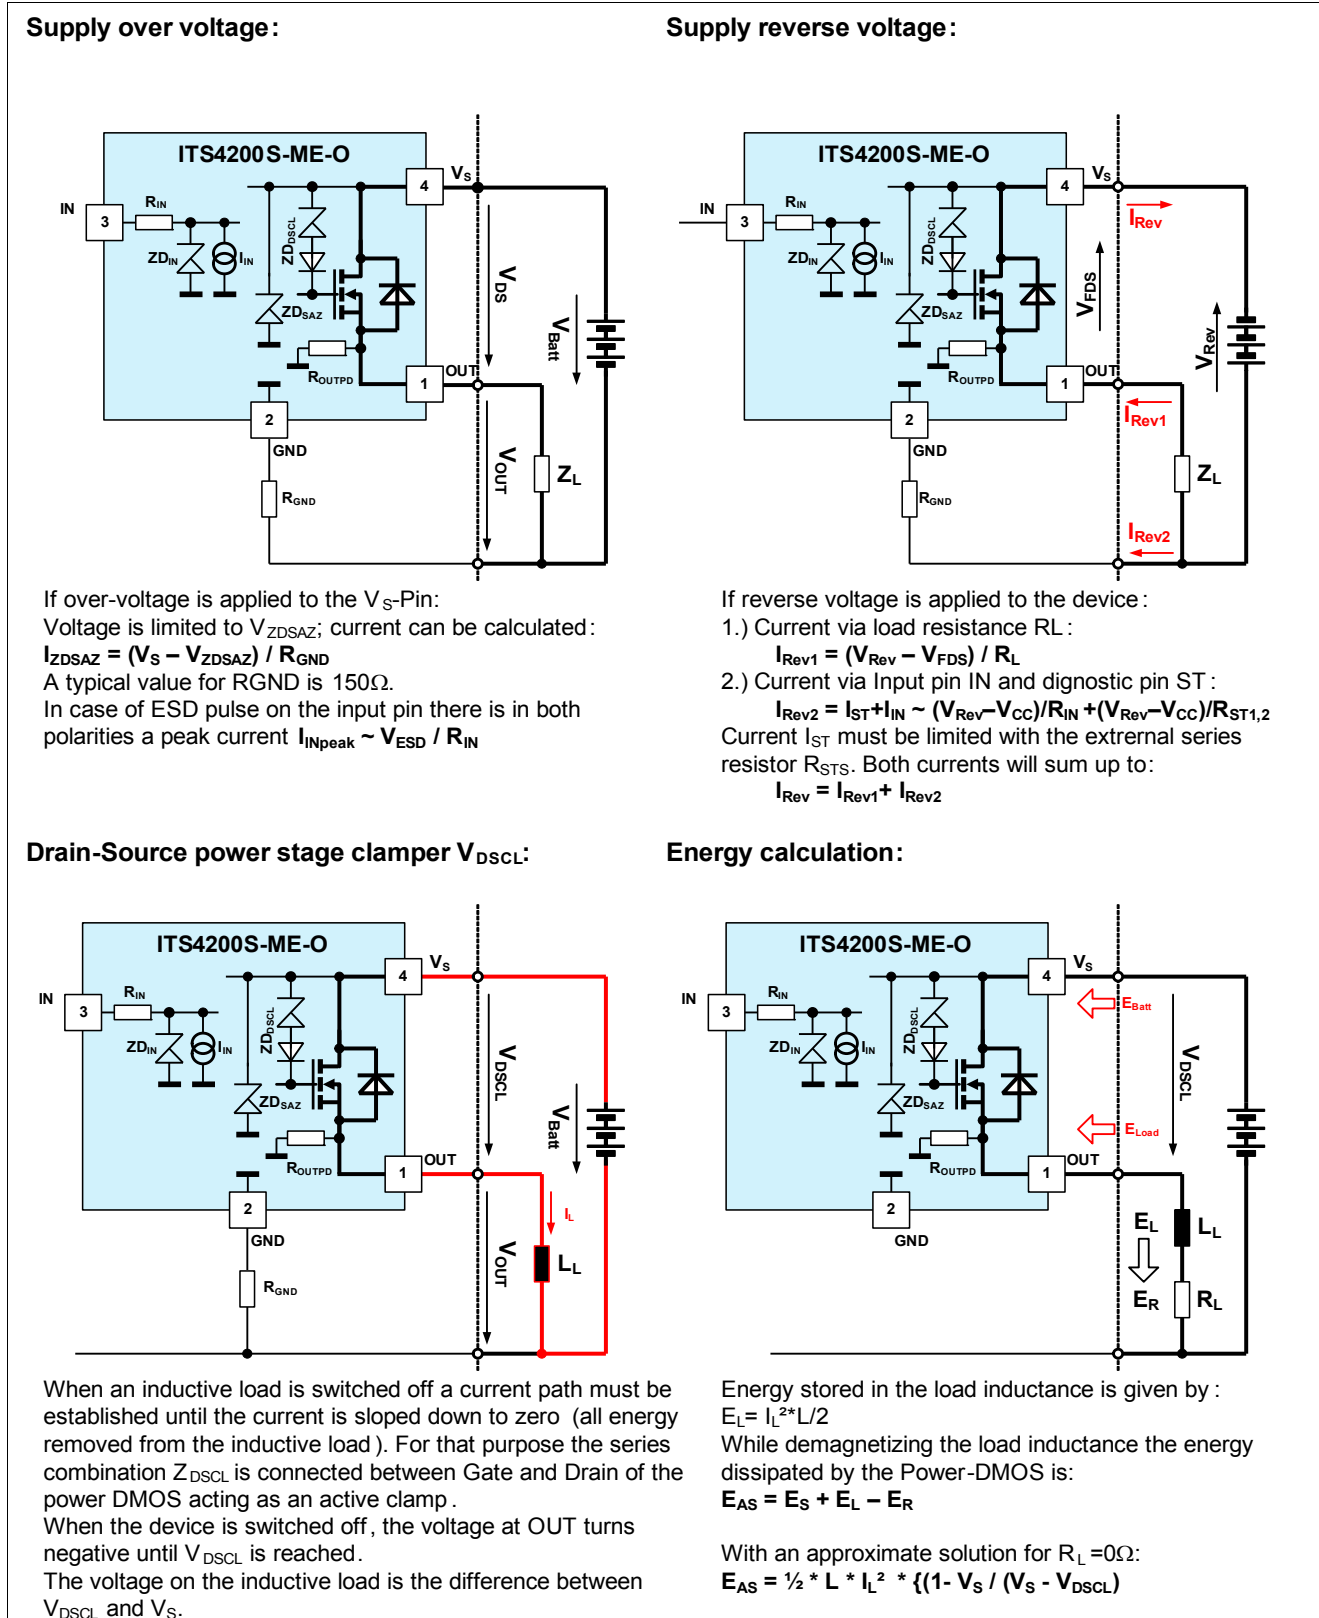 Supply over voltage:
ITS4200S-ME-O
VS
4
IN
3
RIN
ZDIN
IIN
ZDDSCL
ZDSAZ
ROUTPD
VDS
VBatt
1
OUT
2
GND
RGND
VOUT
ZL
If over-voltage is applied to the VS-Pin:
Voltage is limited to VZDSAZ; current can be calculated:
IZDSAZ = (VS – VZDSAZ) / RGND
A typical value for RGND is 150Ω.
In case of ESD pulse on the input pin there is in both
polarities a peak current IINpeak ~ VESD / RIN
Supply reverse voltage:
ITS4200S-ME-O
VS
4
IRev
IN
3
RIN
ZDIN
IIN
ZDDSCL
ZDSAZ
ROUTPD
VFDS
VRev
1
OUT
IRev1
2
GND
RGND
ZL
IRev2
If reverse voltage is applied to the device:
1.) Current via load resistance RL:
IRev1 = (VRev – VFDS) / RL
2.) Current via Input pin IN and dignostic pin ST:
IRev2 = IST+IIN ~ (VRev–VCC)/RIN +(VRev–VCC)/RST1,2
Current IST must be limited with the extrernal series
resistor RSTS. Both currents will sum up to:
IRev = IRev1+ IRev2
Drain-Source power stage clamper VDSCL:
ITS4200S-ME-O
VS
4
IN
3
RIN
ZDIN
IIN
ZDDSCL
ZDSAZ
ROUTPD
VDSCL
VBatt
1
OUT
2
GND
RGND
IL
VOUT
LL
When an inductive load is switched off a current path must be
established until the current is sloped down to zero (all energy
removed from the inductive load). For that purpose the series
combination ZDSCL is connected between Gate and Drain of the
power DMOS acting as an active clamp.
When the device is switched off, the voltage at OUT turns
negative until VDSCL is reached.
The voltage on the inductive load is the difference between
VDSCL and VS.
Energy calculation:
ITS4200S-ME-O
VS
4
EBatt
IN
3
RIN
ZDIN
IIN
ZDDSCL
ZDSAZ
ROUTPD
VDSCL
ELoad
1
OUT
2
GND
EL
LL
ER
RL
Energy stored in the load inductance is given by:
EL= IL²*L/2
While demagnetizing the load inductance the energy
dissipated by the Power-DMOS is:
EAS = ES + EL – ER
With an approximate solution for RL =0Ω:
EAS = ½ * L * IL² * {(1- VS / (VS - VDSCL)